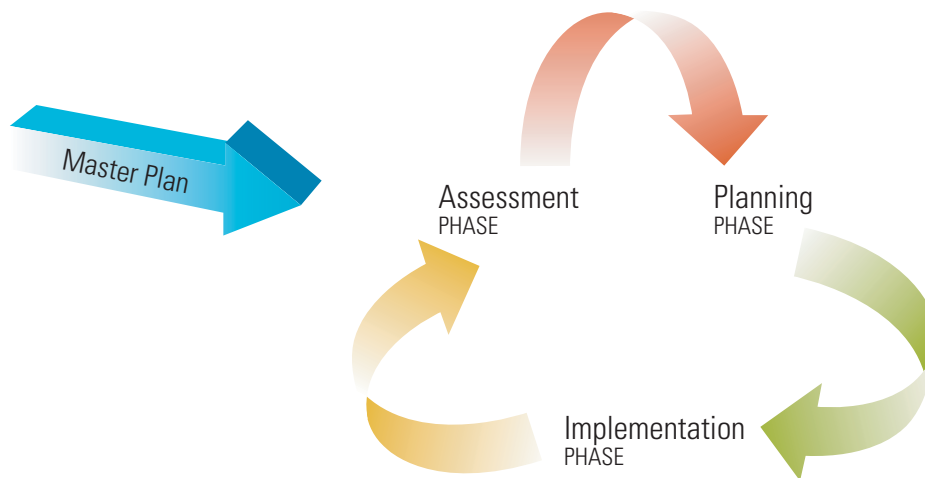 Master Plan
Assessment
PHASE
Planning
PHASE
Implementation
PHASE